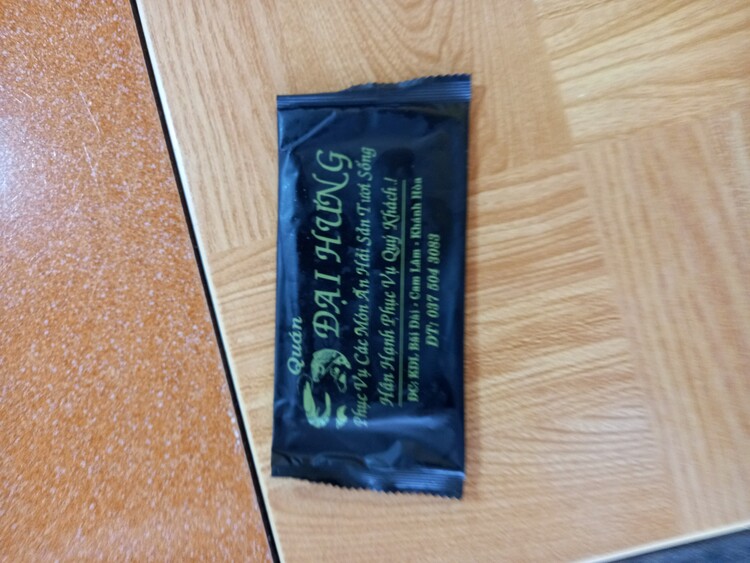 Quán
ĐẠI HƯNG
Phục Vụ Các Món Ăn Hải Sản Tươi Sống
Hân Hạnh Phục Vụ Quý Khách!
ĐC: KDL Bãi Dài - Cam Lâm - Khánh Hòa
ĐT: 037 504 3083